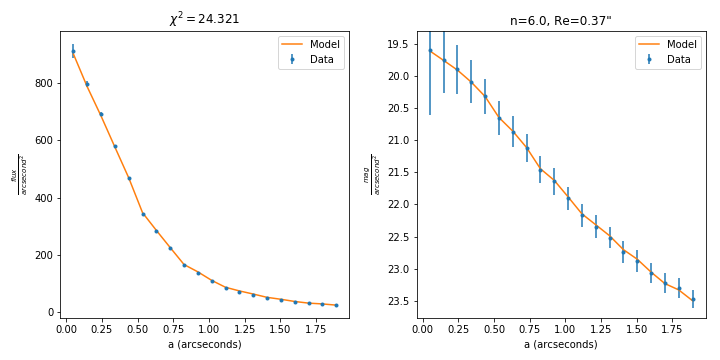 χ² = 24.321
Model
Data
800
600
400
200
0
flux
arcsecond²
0.00 0.25 0.50 0.75 1.00 1.25 1.50 1.75
a (arcseconds)
n=6.0, Re=0.37"
Model
Data
19.5
20.0
20.5
21.0
21.5
22.0
22.5
23.0
23.5
mag
arcsecond²
0.00 0.25 0.50 0.75 1.00 1.25 1.50 1.75
a (arcseconds)